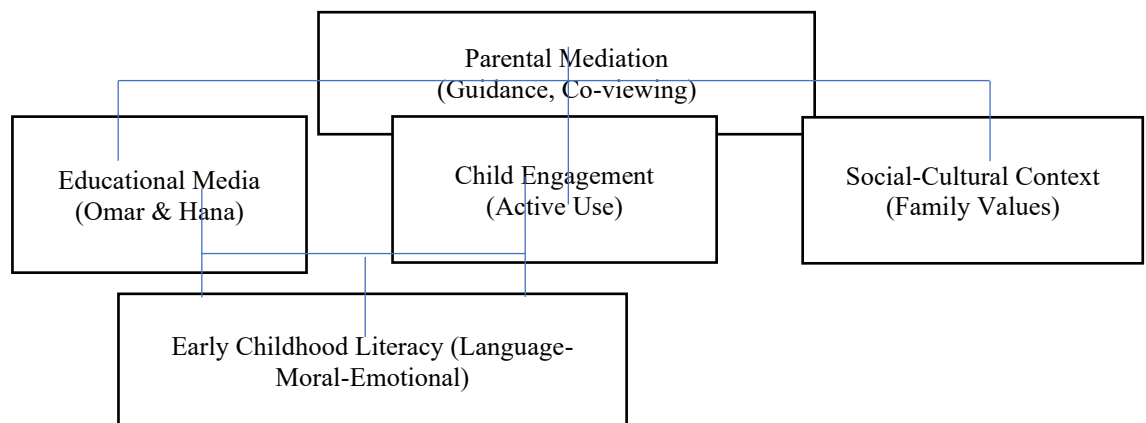 Parental Mediation
(Guidance, Co-viewing)
Educational Media
(Omar & Hana)
Child Engagement
(Active Use)
Social-Cultural Context
(Family Values)
Early Childhood Literacy (Language-
Moral-Emotional)